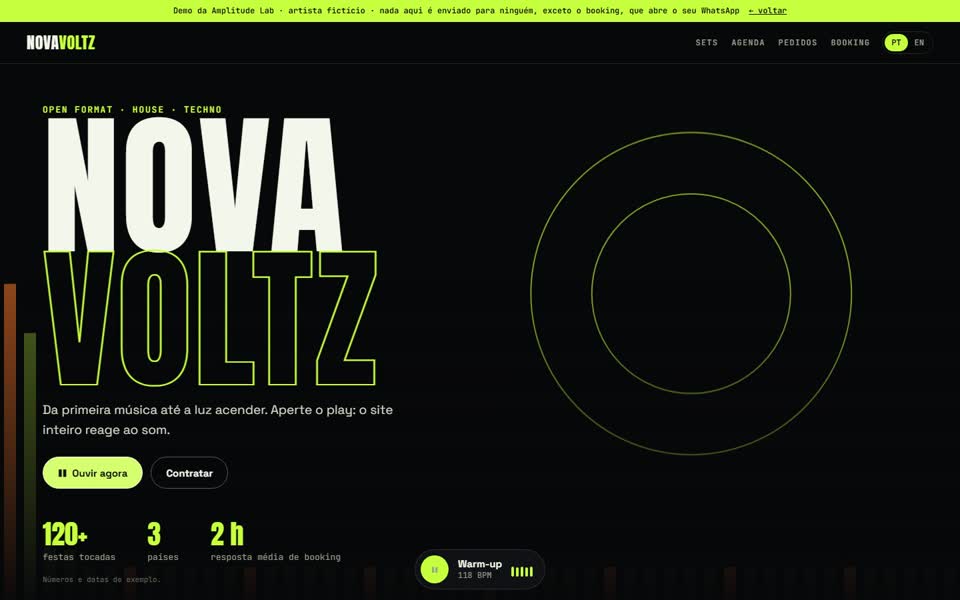 Demo da Amplitude Lab · artista fictício · nada aqui é enviado para ninguém, exceto o booking, que abre o seu WhatsApp ← voltar
NOVAVOLTZ
SETS AGENDA PEDIDOS BOOKING PT EN
OPEN FORMAT · HOUSE · TECHNO
NOVA
VOLTZ
Da primeira música até a luz acender. Aperte o play: o site
inteiro reage ao som.
Ouvir agora
Contratar
120+ 3 2 h
festas tocadas países resposta média de booking
Números e datas de exemplo.
Warm-up
118 BPM